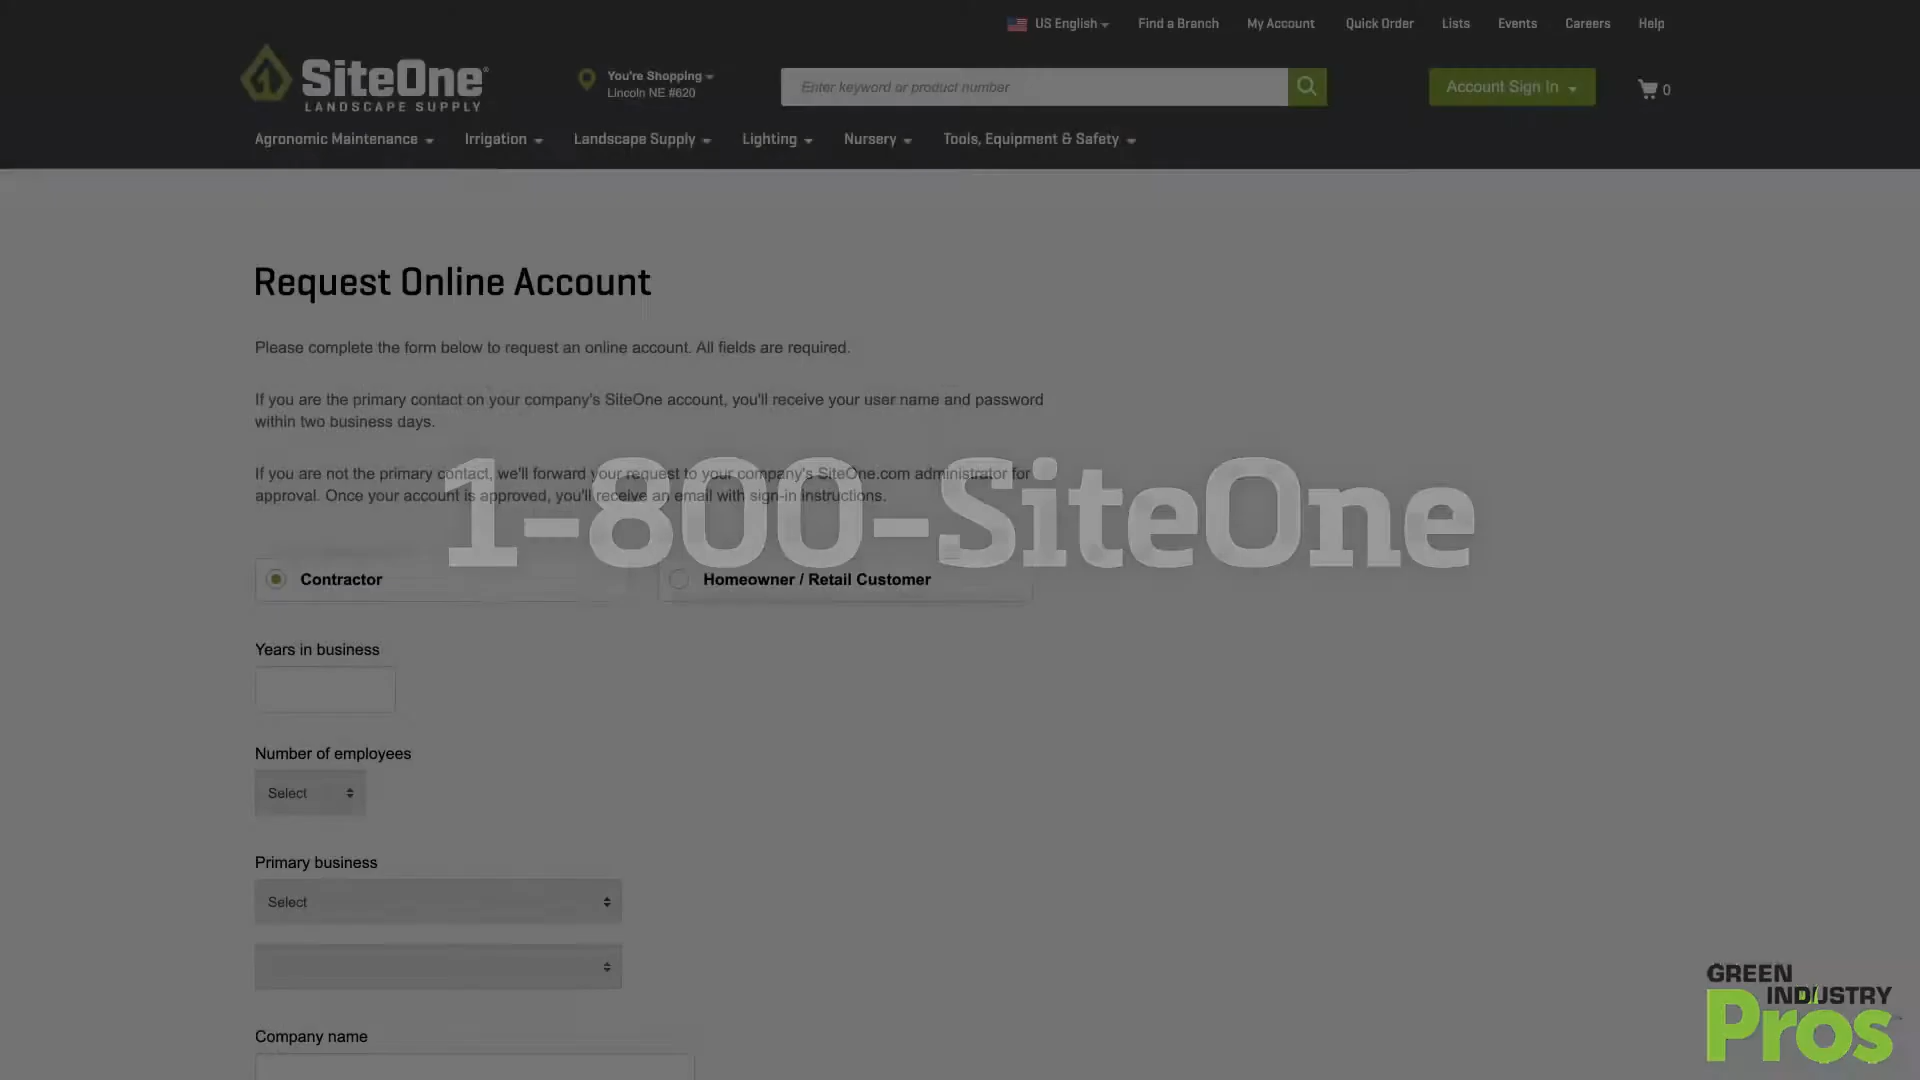 US English
Find a Branch
My Account
Quick Order
Lists
Events
Careers
Help
SiteOne®
LANDSCAPE SUPPLY
You're Shopping
Lincoln NE #620
Enter keyword or product number
Account Sign In
0
Agronomic Maintenance
Irrigation
Landscape Supply
Lighting
Nursery
Tools, Equipment & Safety
Request Online Account
Please complete the form below to request an online account. All fields are required.
If you are the primary contact on your company's SiteOne account, you'll receive your user name and password
within two business days.
If you are not the primary contact, we'll forward your request to your company's SiteOne.com administrator for
approval. Once your account is approved, you'll receive an email with sign-in instructions.
1-800-SiteOne
Contractor
Homeowner / Retail Customer
Years in business
Number of employees
Select
Primary business
Select
Company name
GREEN
INDUSTRY
Pros